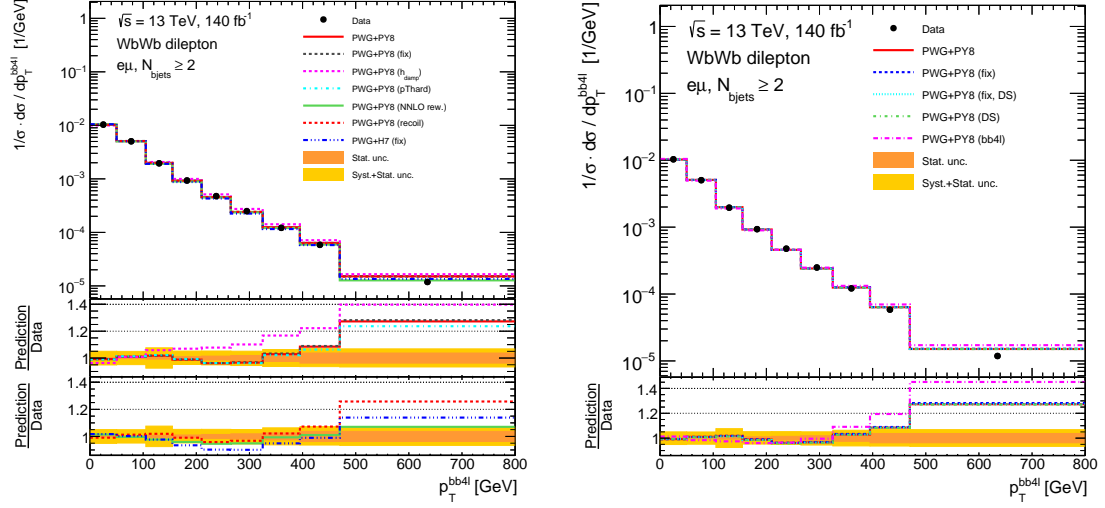 √s = 13 TeV, 140 fb⁻¹
WbWb dilepton
eμ, N_bjets ≥ 2
Data
PWG+PY8
PWG+PY8 (fix)
PWG+PY8 (h_damp)
PWG+PY8 (pThard)
PWG+PY8 (NNLO rew.)
PWG+PY8 (recoil)
PWG+H7 (fix)
Stat. unc.
Syst.+Stat. unc.
1/σ · dσ / dp_T^bb4l [1/GeV]
1
10⁻¹
10⁻²
10⁻³
10⁻⁴
10⁻⁵
Prediction
Data
1.4
1.2
1
Prediction
Data
1.4
1.2
1
0 100 200 300 400 500 600 700 800
p_T^bb4l [GeV]
√s = 13 TeV, 140 fb⁻¹
WbWb dilepton
eμ, N_bjets ≥ 2
Data
PWG+PY8
PWG+PY8 (fix)
PWG+PY8 (fix, DS)
PWG+PY8 (DS)
PWG+PY8 (bb4l)
Stat. unc.
Syst.+Stat. unc.
1/σ · dσ / dp_T^bb4l [1/GeV]
1
10⁻¹
10⁻²
10⁻³
10⁻⁴
10⁻⁵
Prediction
Data
1.4
1.2
1
0 100 200 300 400 500 600 700 800
p_T^bb4l [GeV]